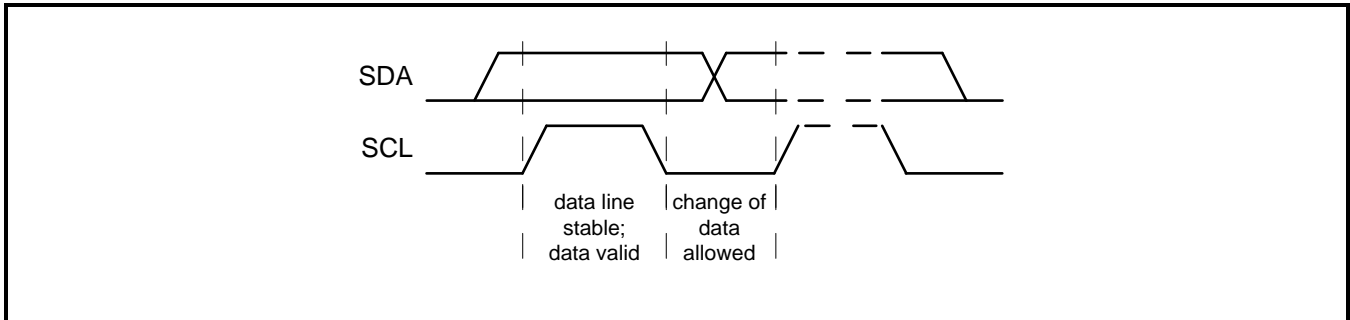 SDA
SCL
data line
stable;
data valid
change of
data
allowed